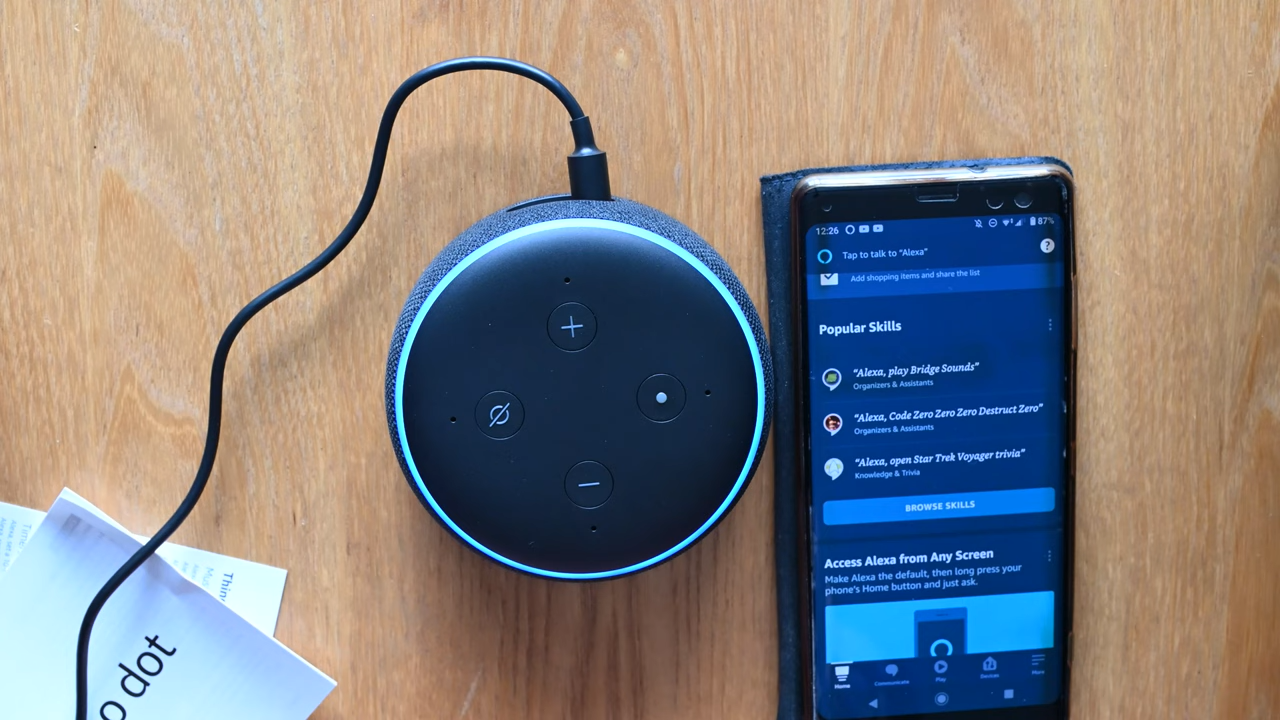 12:26
87%
Tap to talk to “Alexa”
?
Add shopping items and share the list
Popular Skills
“Alexa, play Bridge Sounds”
Organizers & Assistants
“Alexa, Code Zero Zero Zero Destruct Zero”
Organizers & Assistants
“Alexa, open Star Trek Voyager trivia”
Knowledge & Trivia
BROWSE SKILLS
Access Alexa from Any Screen
Make Alexa the default, then long press your
phone's Home button and just ask.
Home
Communicate
Play
Devices
More
o dot